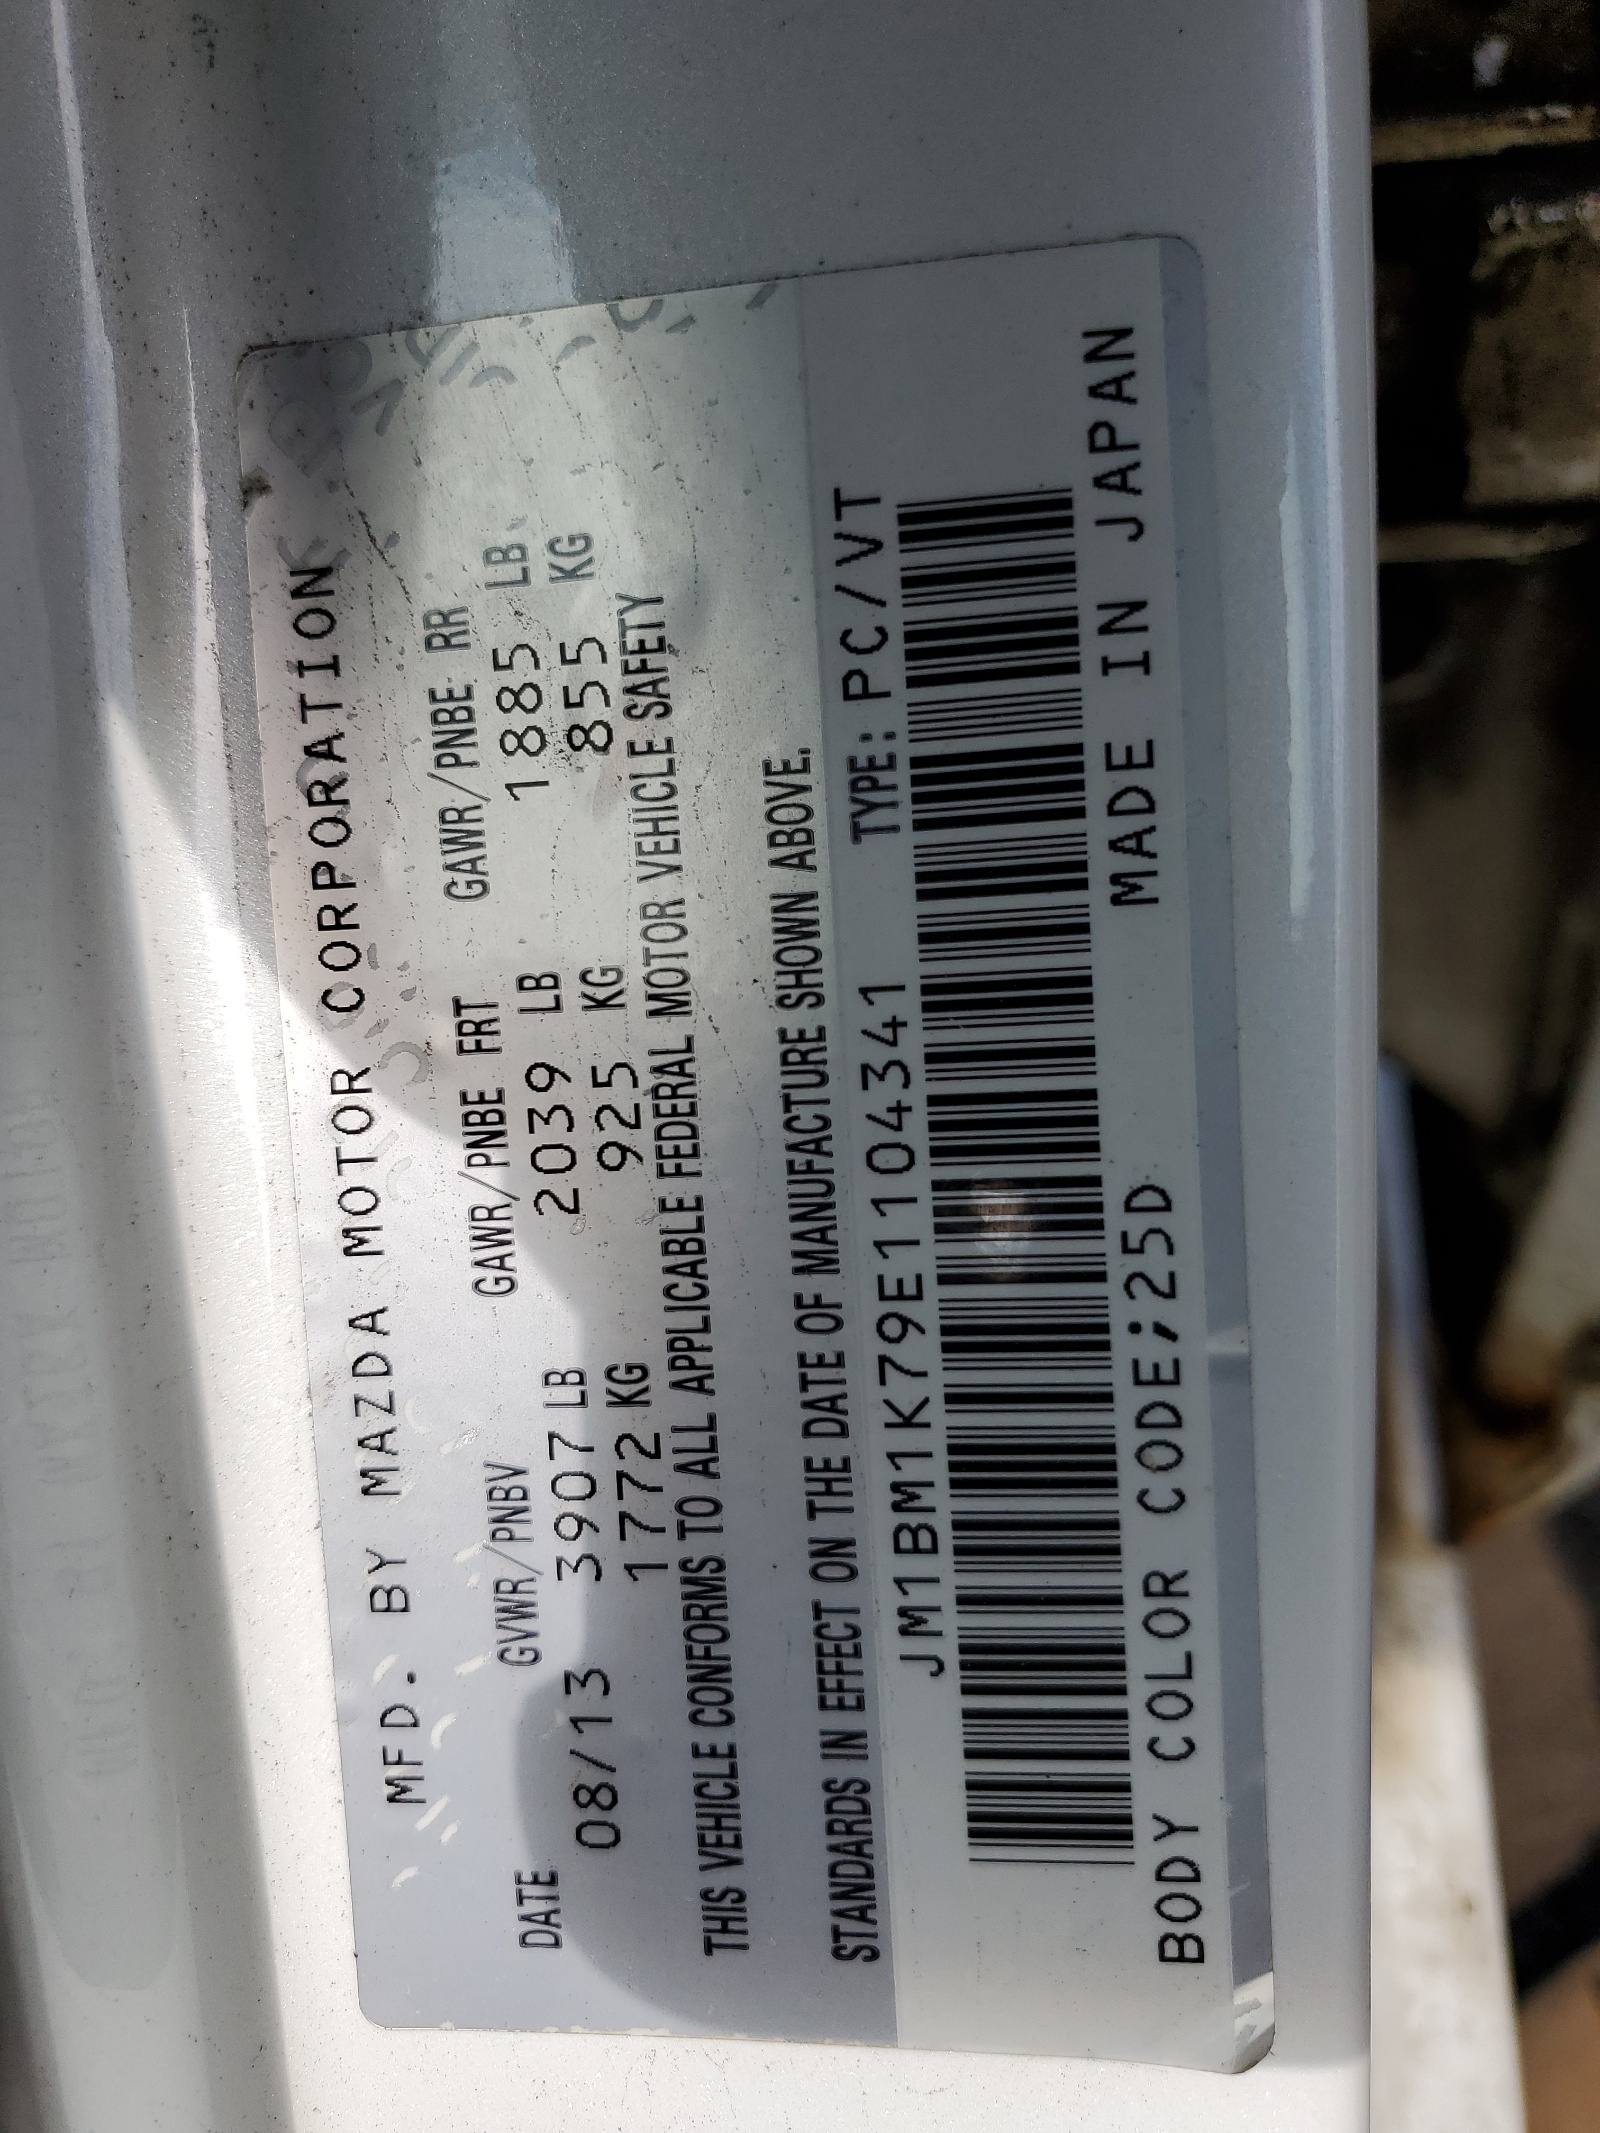 MFD. BY MAZDA MOTOR CORPORATION
DATE GVWR/PNBV GAWR/PNBE FRT GAWR/PNBE RR
08/13 3907 LB 2039 LB 1885 LB
1772 KG 925 KG 855 KG
THIS VEHICLE CONFORMS TO ALL APPLICABLE FEDERAL MOTOR VEHICLE SAFETY
STANDARDS IN EFFECT ON THE DATE OF MANUFACTURE SHOWN ABOVE.
JM1BM1K79E1104341 TYPE: PC/VT
BODY COLOR CODE;25D MADE IN JAPAN